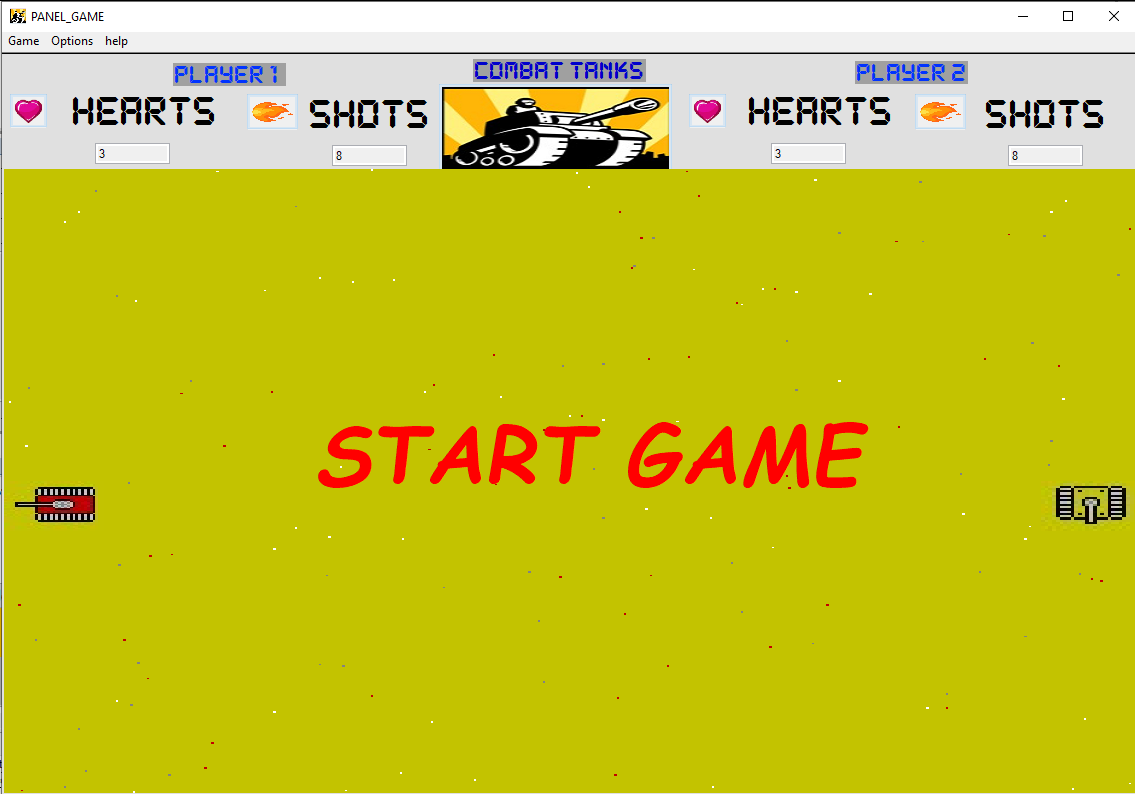 PANEL_GAME
Game Options help
PLAYER 1
COMBAT TANKS
PLAYER 2
HEARTS
SHOTS
HEARTS
SHOTS
3
8
3
8
START GAME